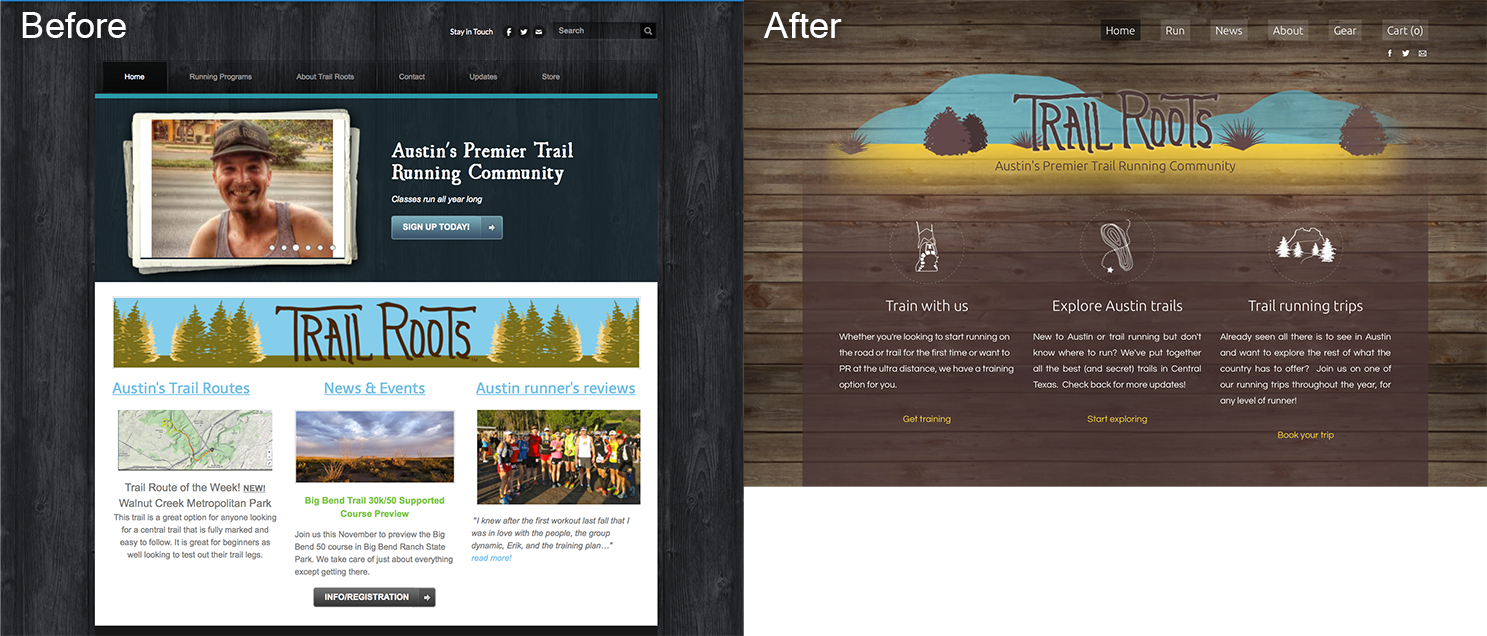 Before
Stay in Touch
Search
Home
Running Programs
About Trail Roots
Contact
Updates
Store
Austin's Premier Trail
Running Community
Classes run all year long
SIGN UP TODAY!
TRAIL ROOTS
Austin's Trail Routes
News & Events
Austin runner's reviews
Trail Route of the Week! NEW!
Walnut Creek Metropolitan Park
This trail is a great option for anyone looking
for a central trail that is fully marked and
easy to follow. It is great for beginners as
well looking to test out their trail legs.
Big Bend Trail 30k/50 Supported
Course Preview
Join us this November to preview the Big
Bend 50 course in Big Bend Ranch State
Park. We take care of just about everything
except getting there.
INFO/REGISTRATION
"I knew after the first workout last fall that I
was in love with the people, the group
dynamic, Erik, and the training plan…"
read more!
After
Home
Run
News
About
Gear
Cart (0)
TRAIL ROOTS
Austin's Premier Trail Running Community
Train with us
Whether you're looking to start running on
the road or trail for the first time or want to
PR at the ultra distance, we have a training
option for you.
Get training
Explore Austin trails
New to Austin or trail running but don't
know where to run? We've put together
all the best (and secret) trails in Central
Texas. Check back for more updates!
Start exploring
Trail running trips
Already seen all there is to see in Austin
and want to explore the rest of what the
country has to offer? Join us on one of
our running trips throughout the year, for
any level of runner!
Book your trip